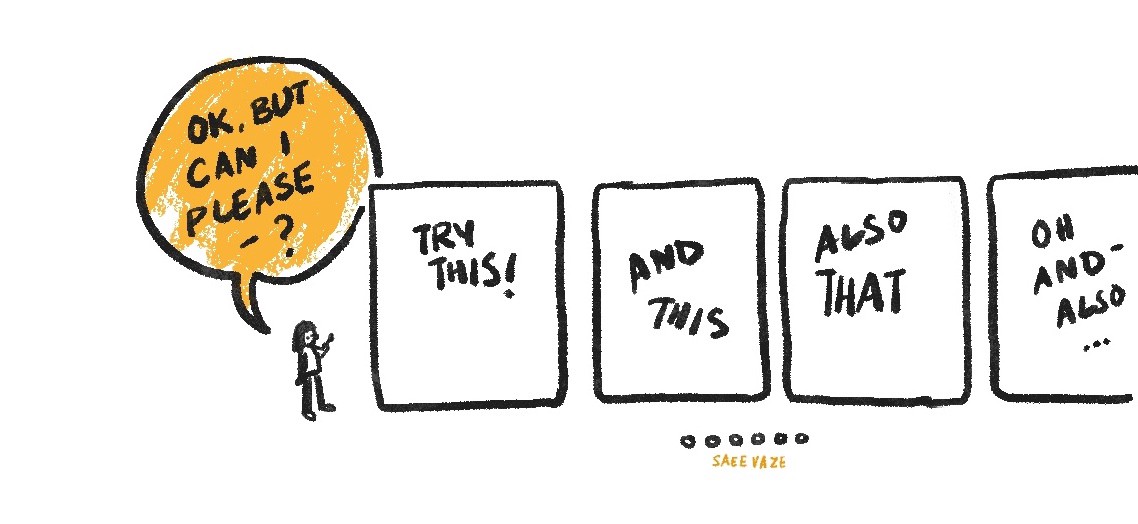 OK, BUT
CAN I
PLEASE
- ?
TRY
THIS!
AND
THIS
ALSO
THAT
OH
AND-
ALSO
...
SAEE VAZE